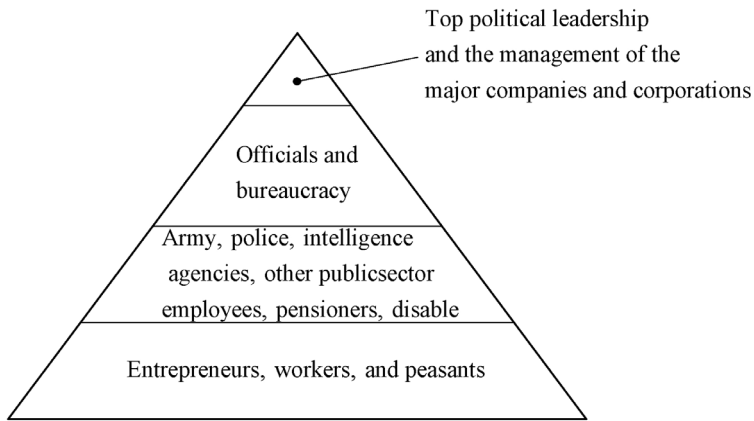 Top political leadership
and the management of the
major companies and corporations
Officials and
bureaucracy
Army, police, intelligence
agencies, other publicsector
employees, pensioners, disable
Entrepreneurs, workers, and peasants